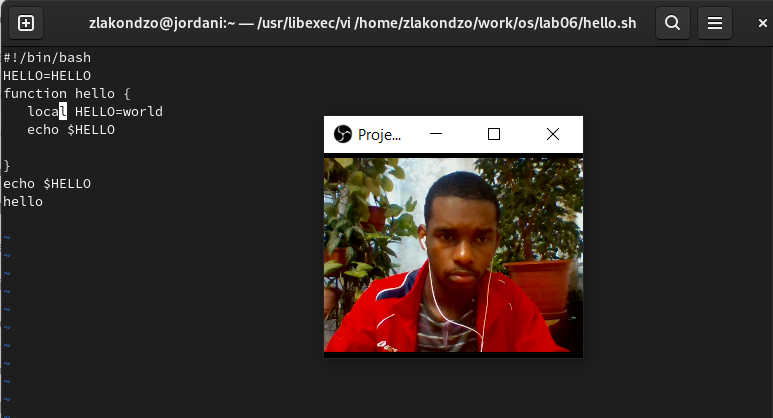 zlakondzo@jordani:~ — /usr/libexec/vi /home/zlakondzo/work/os/lab06/hello.sh
#!/bin/bash
HELLO=HELLO
function hello {
   local HELLO=world
   echo $HELLO
Proje...
}
echo $HELLO
hello
~
~
~
~
~
~
~
~
~
~
~